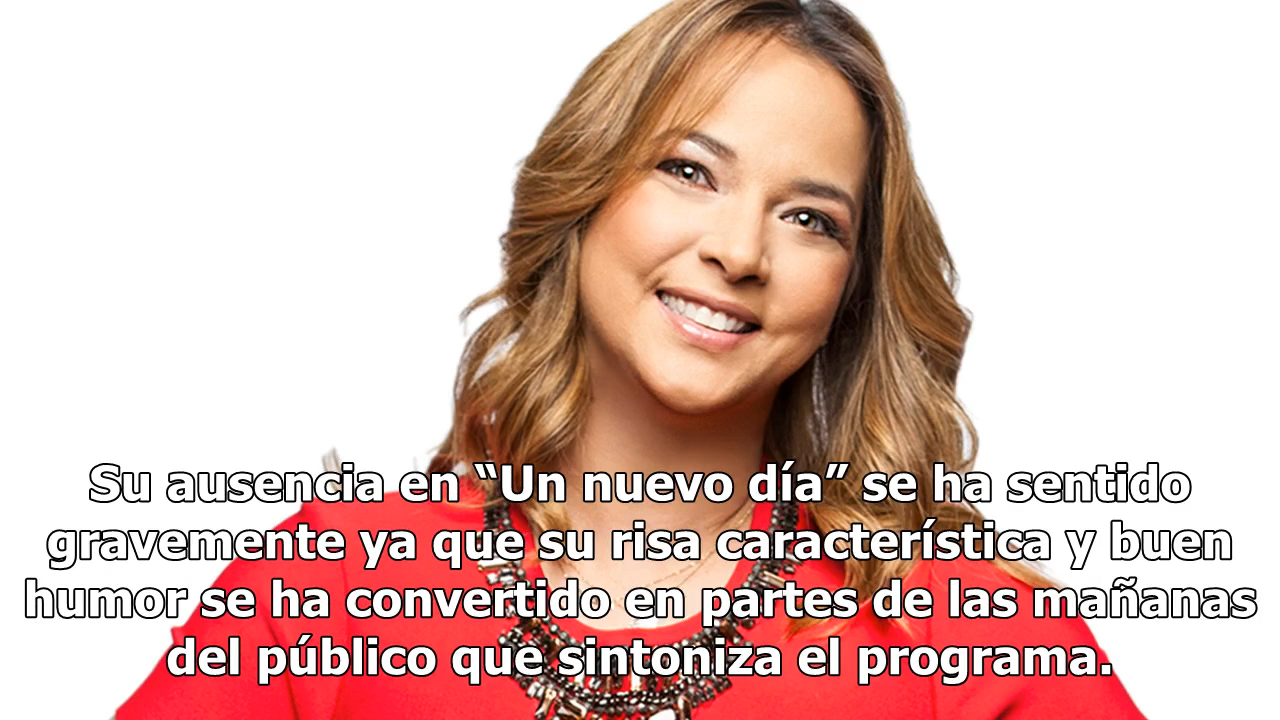 Su ausencia en “Un nuevo día” se ha sentido
gravemente ya que su risa característica y buen
humor se ha convertido en partes de las mañanas
del público que sintoniza el programa.